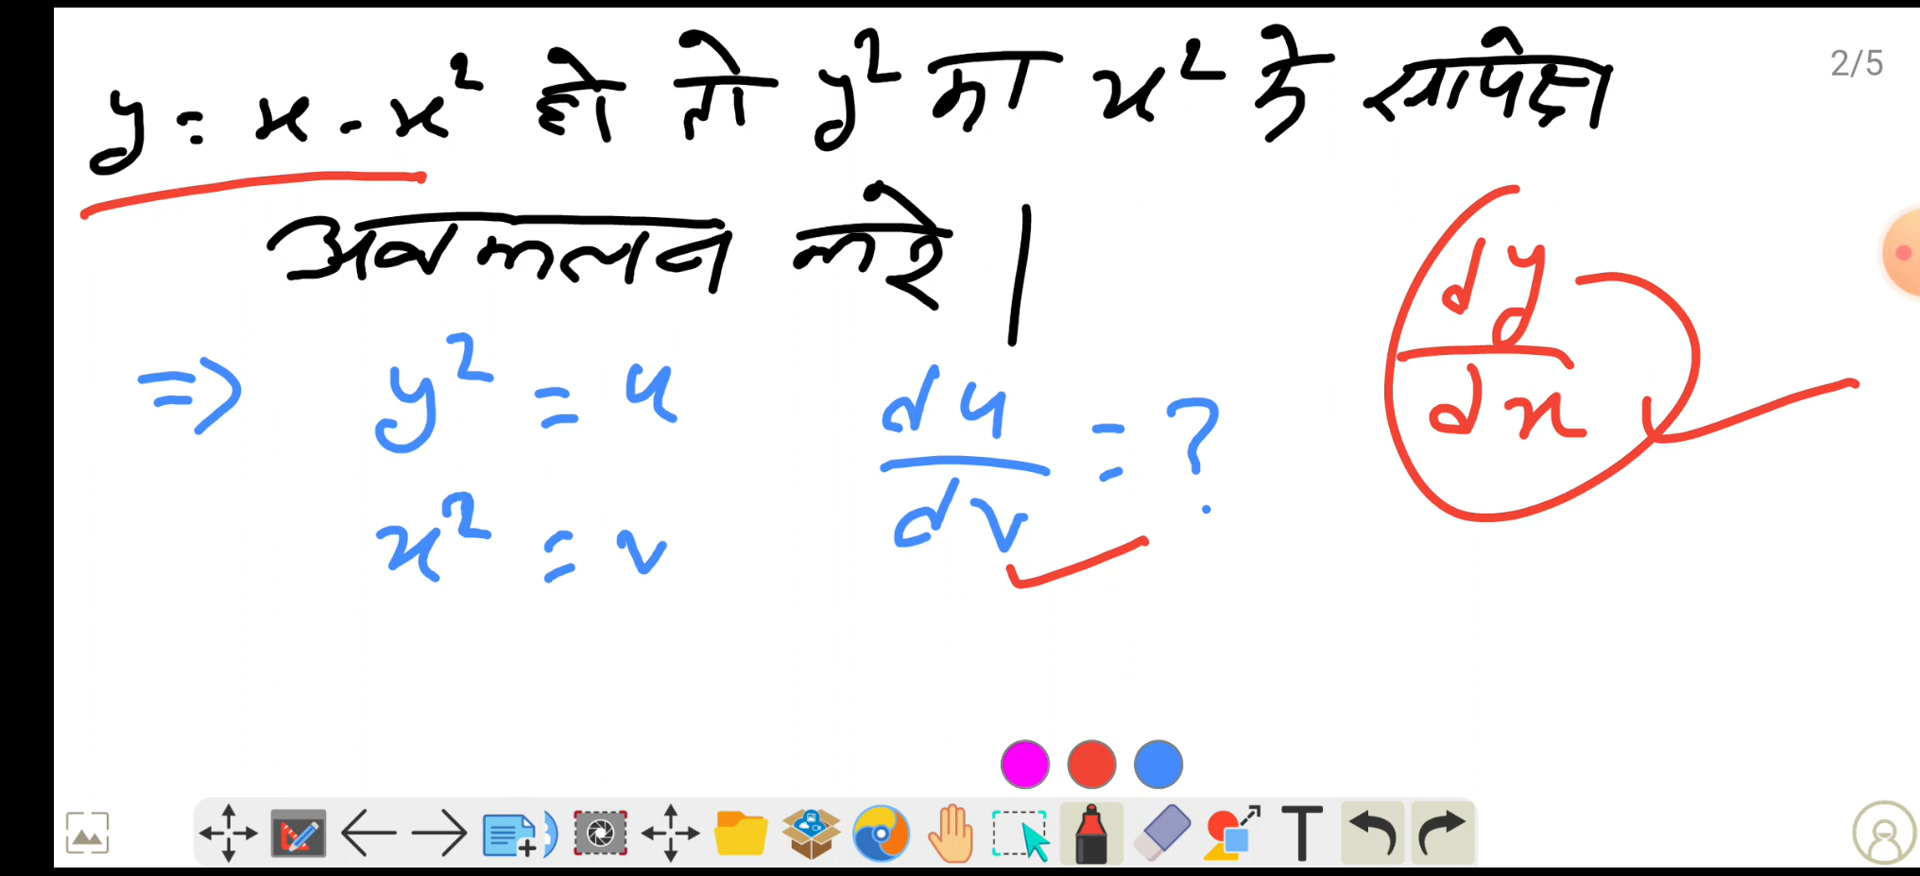 y = x - x² हो तो y² का x² के सापेक्ष
2/5
अवकलन करे |
⇒ y² = u
x² = v
du/dv = ?
dy/dx
T